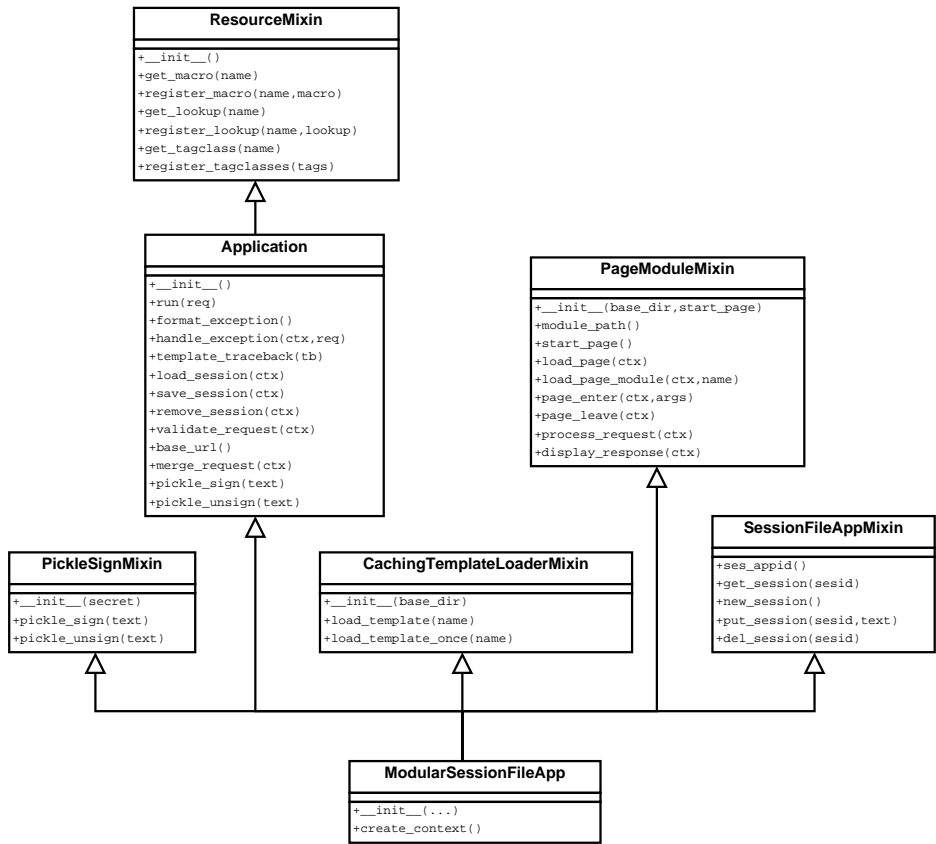 ResourceMixin
+__init__()
+get_macro(name)
+register_macro(name,macro)
+get_lookup(name)
+register_lookup(name,lookup)
+get_tagclass(name)
+register_tagclasses(tags)
Application
+__init__()
+run(req)
+format_exception()
+handle_exception(ctx,req)
+template_traceback(tb)
+load_session(ctx)
+save_session(ctx)
+remove_session(ctx)
+validate_request(ctx)
+base_url()
+merge_request(ctx)
+pickle_sign(text)
+pickle_unsign(text)
PageModuleMixin
+__init__(base_dir,start_page)
+module_path()
+start_page()
+load_page(ctx)
+load_page_module(ctx,name)
+page_enter(ctx,args)
+page_leave(ctx)
+process_request(ctx)
+display_response(ctx)
PickleSignMixin
+__init__(secret)
+pickle_sign(text)
+pickle_unsign(text)
CachingTemplateLoaderMixin
+__init__(base_dir)
+load_template(name)
+load_template_once(name)
SessionFileAppMixin
+ses_appid()
+get_session(sesid)
+new_session()
+put_session(sesid,text)
+del_session(sesid)
ModularSessionFileApp
+__init__(...)
+create_context()